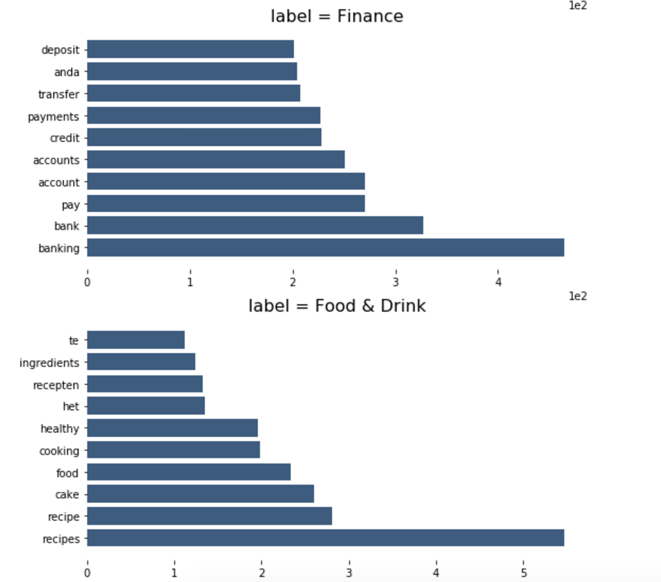 1e2
label = Finance
deposit
anda
transfer
payments
credit
accounts
account
pay
bank
banking
0 1 2 3 4
1e2
label = Food & Drink
te
ingredients
recepten
het
healthy
cooking
food
cake
recipe
recipes
0 1 2 3 4 5